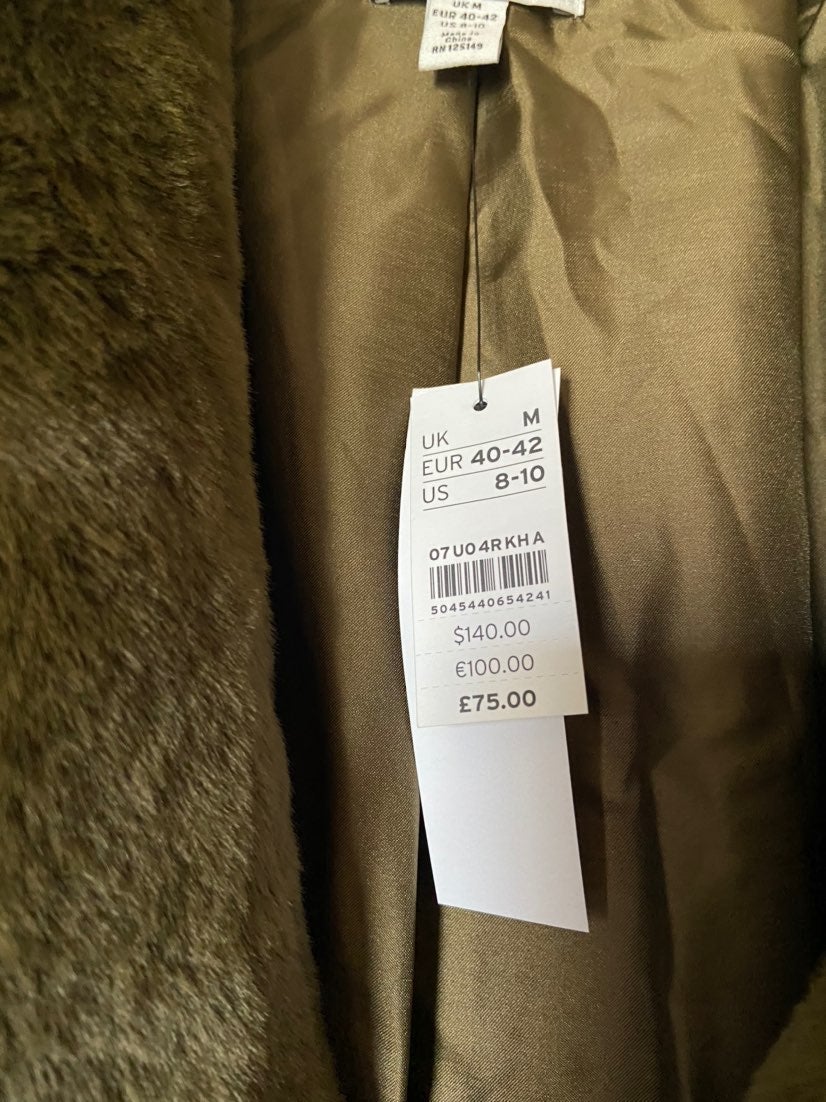 UK M
EUR 40-42
US 8-10
Made in
China
RN125149
UK M
EUR 40-42
US 8-10
07U04RKHA
5045440654241
$140.00
€100.00
£75.00